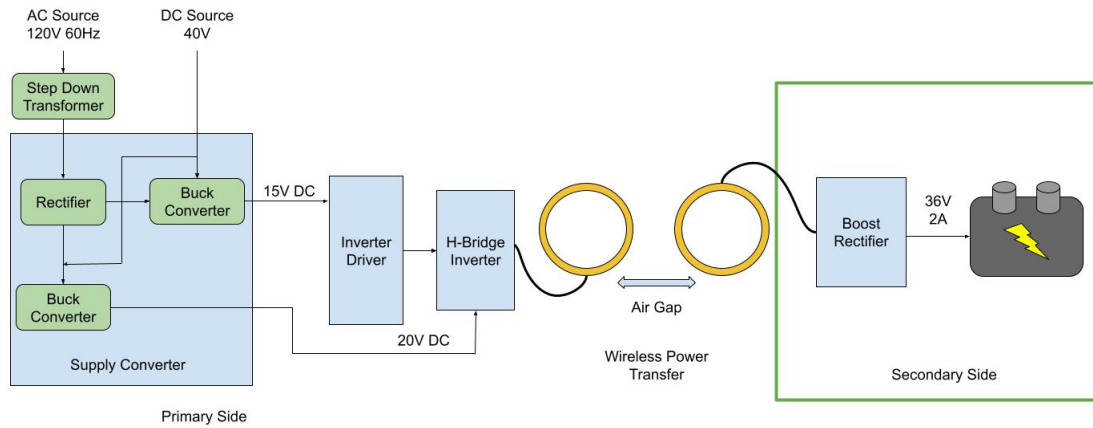 AC Source
120V 60Hz
DC Source
40V
Step Down
Transformer
Rectifier
Buck
Converter
15V DC
Buck
Converter
Supply Converter
Primary Side
Inverter
Driver
H-Bridge
Inverter
20V DC
Air Gap
Wireless Power
Transfer
Boost
Rectifier
36V
2A
Secondary Side